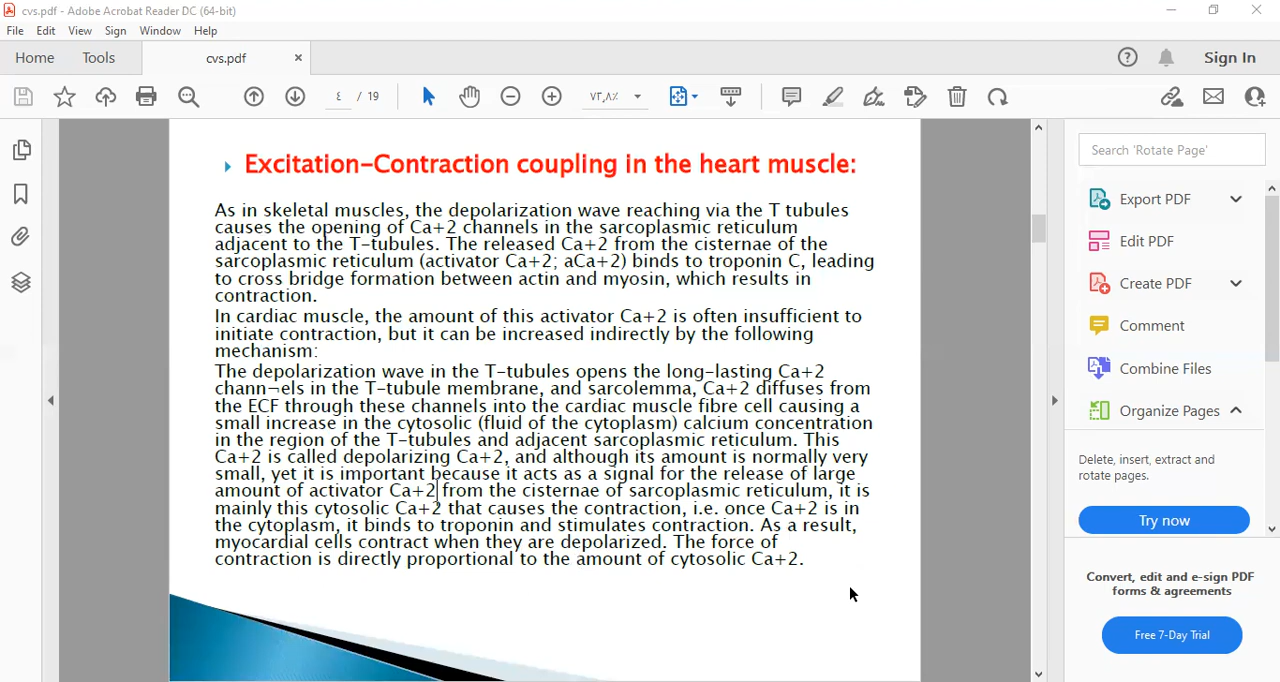 cvs.pdf - Adobe Acrobat Reader DC (64-bit)
File Edit View Sign Window Help
Home Tools cvs.pdf × Sign In
٤ / 19 ٧٣,٨٪
Search 'Rotate Page'
Excitation-Contraction coupling in the heart muscle:
As in skeletal muscles, the depolarization wave reaching via the T tubules
causes the opening of Ca+2 channels in the sarcoplasmic reticulum
adjacent to the T-tubules. The released Ca+2 from the cisternae of the
sarcoplasmic reticulum (activator Ca+2; aCa+2) binds to troponin C, leading
to cross bridge formation between actin and myosin, which results in
contraction.
In cardiac muscle, the amount of this activator Ca+2 is often insufficient to
initiate contraction, but it can be increased indirectly by the following
mechanism:
The depolarization wave in the T-tubules opens the long-lasting Ca+2
chann¬els in the T-tubule membrane, and sarcolemma, Ca+2 diffuses from
the ECF through these channels into the cardiac muscle fibre cell causing a
small increase in the cytosolic (fluid of the cytoplasm) calcium concentration
in the region of the T-tubules and adjacent sarcoplasmic reticulum. This
Ca+2 is called depolarizing Ca+2, and although its amount is normally very
small, yet it is important because it acts as a signal for the release of large
amount of activator Ca+2 from the cisternae of sarcoplasmic reticulum, it is
mainly this cytosolic Ca+2 that causes the contraction, i.e. once Ca+2 is in
the cytoplasm, it binds to troponin and stimulates contraction. As a result,
myocardial cells contract when they are depolarized. The force of
contraction is directly proportional to the amount of cytosolic Ca+2.
Export PDF
Edit PDF
Create PDF
Comment
Combine Files
Organize Pages
Delete, insert, extract and
rotate pages.
Try now
Convert, edit and e-sign PDF
forms & agreements
Free 7-Day Trial